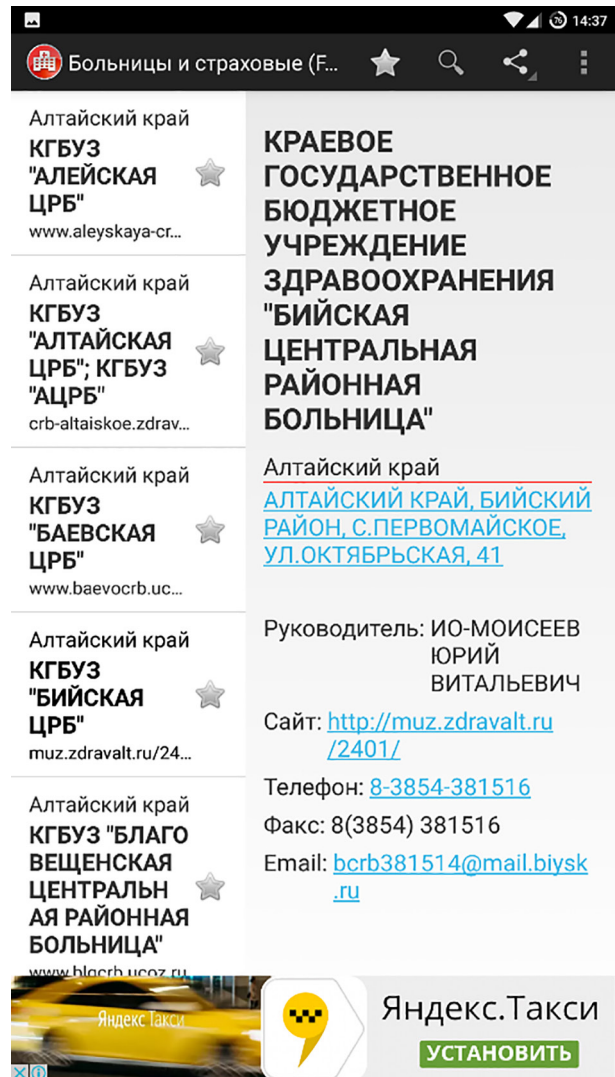 76 14:37
Больницы и страховые (F...
Алтайский край
КГБУЗ
"АЛЕЙСКАЯ
ЦРБ"
www.aleyskaya-cr...
Алтайский край
КГБУЗ
"АЛТАЙСКАЯ
ЦРБ"; КГБУЗ
"АЦРБ"
crb-altaiskoe.zdrav...
Алтайский край
КГБУЗ
"БАЕВСКАЯ
ЦРБ"
www.baevocrb.uc...
Алтайский край
КГБУЗ
"БИЙСКАЯ
ЦРБ"
muz.zdravalt.ru/24...
Алтайский край
КГБУЗ "БЛАГО
ВЕЩЕНСКАЯ
ЦЕНТРАЛЬН
АЯ РАЙОННАЯ
БОЛЬНИЦА"
www.blgcrb.ucoz.ru
КРАЕВОЕ
ГОСУДАРСТВЕННОЕ
БЮДЖЕТНОЕ
УЧРЕЖДЕНИЕ
ЗДРАВООХРАНЕНИЯ
"БИЙСКАЯ
ЦЕНТРАЛЬНАЯ
РАЙОННАЯ
БОЛЬНИЦА"
Алтайский край
АЛТАЙСКИЙ КРАЙ, БИЙСКИЙ
РАЙОН, С.ПЕРВОМАЙСКОЕ,
УЛ.ОКТЯБРЬСКАЯ, 41
Руководитель: ИО-МОИСЕЕВ
ЮРИЙ
ВИТАЛЬЕВИЧ
Сайт: http://muz.zdravalt.ru
/2401/
Телефон: 8-3854-381516
Факс: 8(3854) 381516
Email: bcrb381514@mail.biysk
.ru
Яндекс Такси
Яндекс.Такси
УСТАНОВИТЬ